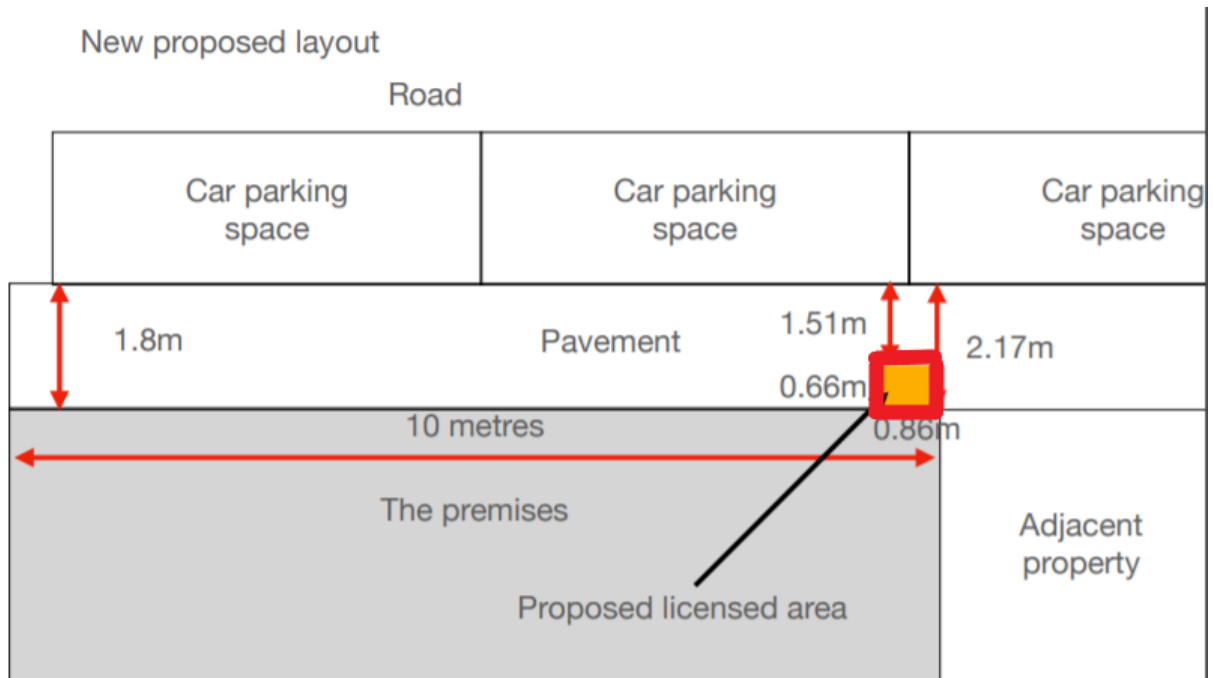 New proposed layout
Road
Car parking
space
Car parking
space
Car parking
space
1.8m
Pavement
1.51m
2.17m
0.66m
10 metres
0.86m
The premises
Adjacent
property
Proposed licensed area